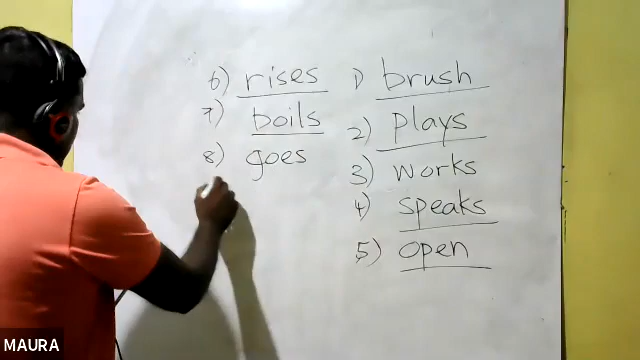 1) brush
2) plays
3) works
4) speaks
5) open
6) rises
7) boils
8) goes
MAURA